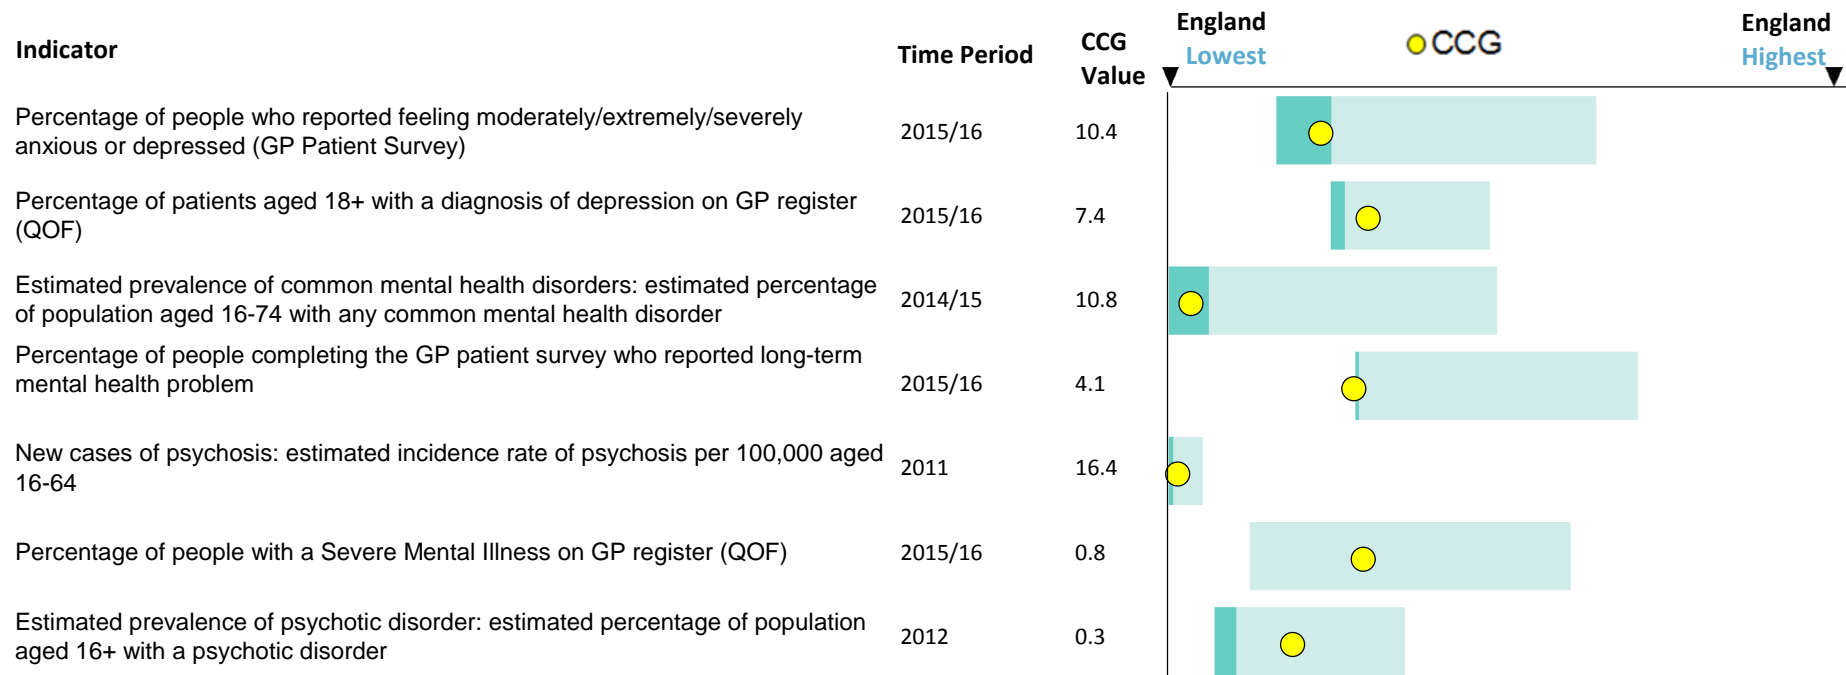 Indicator
Time Period
CCG
Value
England
Lowest
CCG
England
Highest
Percentage of people who reported feeling moderately/extremely/severely
anxious or depressed (GP Patient Survey)
2015/16
10.4
Percentage of patients aged 18+ with a diagnosis of depression on GP register
(QOF)
2015/16
7.4
Estimated prevalence of common mental health disorders: estimated percentage
of population aged 16-74 with any common mental health disorder
2014/15
10.8
Percentage of people completing the GP patient survey who reported long-term
mental health problem
2015/16
4.1
New cases of psychosis: estimated incidence rate of psychosis per 100,000 aged
16-64
2011
16.4
Percentage of people with a Severe Mental Illness on GP register (QOF)
2015/16
0.8
Estimated prevalence of psychotic disorder: estimated percentage of population
aged 16+ with a psychotic disorder
2012
0.3